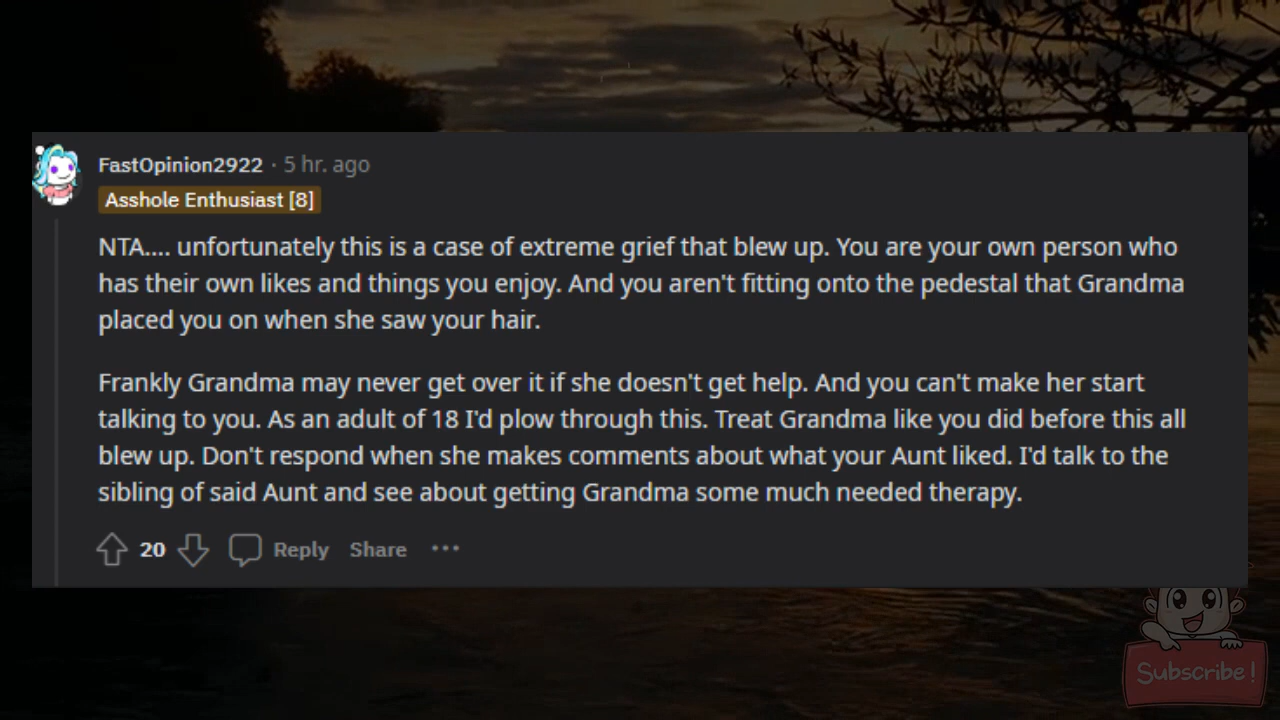 FastOpinion2922 · 5 hr. ago
Asshole Enthusiast [8]
NTA.... unfortunately this is a case of extreme grief that blew up. You are your own person who
has their own likes and things you enjoy. And you aren't fitting onto the pedestal that Grandma
placed you on when she saw your hair.
Frankly Grandma may never get over it if she doesn't get help. And you can't make her start
talking to you. As an adult of 18 I'd plow through this. Treat Grandma like you did before this all
blew up. Don't respond when she makes comments about what your Aunt liked. I'd talk to the
sibling of said Aunt and see about getting Grandma some much needed therapy.
20 Reply Share ···
Subscribe!